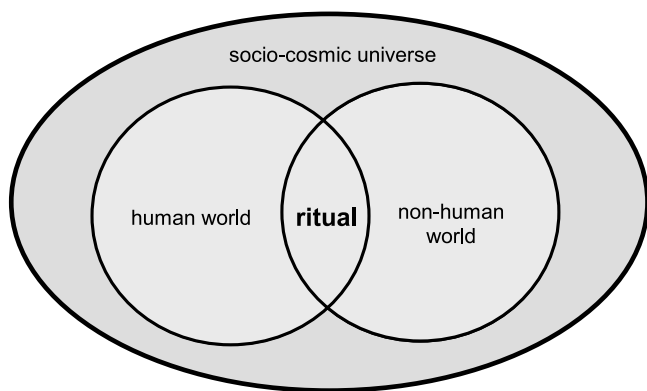 socio-cosmic universe
human world
ritual
non-human
world